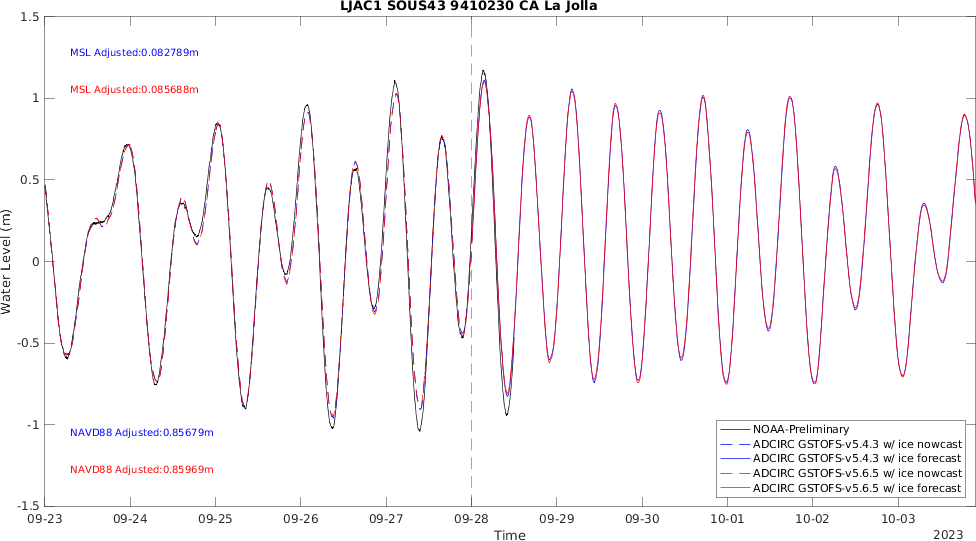 LJAC1 SOUS43 9410230 CA La Jolla
1.5
MSL Adjusted:0.082789m
1
MSL Adjusted:0.085688m
0.5
0
Water Level (m)
-0.5
-1
NAVD88 Adjusted:0.85679m
NAVD88 Adjusted:0.85969m
-1.5
NOAA-Preliminary
ADCIRC GSTOFS-v5.4.3 w/ ice nowcast
ADCIRC GSTOFS-v5.4.3 w/ ice forecast
ADCIRC GSTOFS-v5.6.5 w/ ice nowcast
ADCIRC GSTOFS-v5.6.5 w/ ice forecast
09-23 09-24 09-25 09-26 09-27 09-28 09-29 09-30 10-01 10-02 10-03
Time
2023